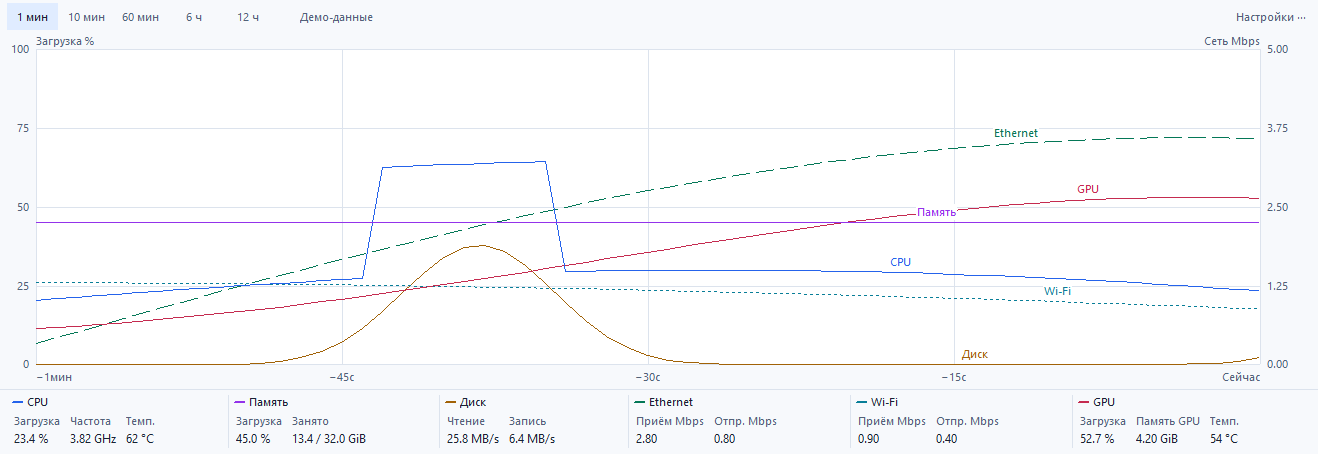 1 мин 10 мин 60 мин 6 ч 12 ч Демо-данные Настройки ···
Загрузка % Сеть Mbps
100 5.00
Ethernet
75 3.75
GPU
50 Память 2.50
CPU
25 Wi-Fi 1.25
Диск
0 0.00
−1мин −45с −30с −15с Сейчас
CPU Память Диск Ethernet Wi-Fi GPU
Загрузка Частота Темп. Загрузка Занято Чтение Запись Приём Mbps Отпр. Mbps Приём Mbps Отпр. Mbps Загрузка Память GPU Темп.
23.4 % 3.82 GHz 62 °C 45.0 % 13.4 / 32.0 GiB 25.8 MB/s 6.4 MB/s 2.80 0.80 0.90 0.40 52.7 % 4.20 GiB 54 °C